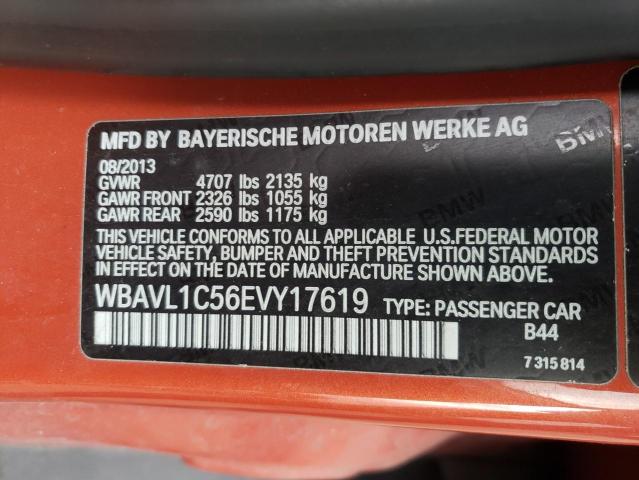 MFD BY BAYERISCHE MOTOREN WERKE AG
08/2013
GVWR 4707 lbs 2135 kg
GAWR FRONT 2326 lbs 1055 kg
GAWR REAR 2590 lbs 1175 kg
THIS VEHICLE CONFORMS TO ALL APPLICABLE U.S.FEDERAL MOTOR
VEHICLE SAFETY, BUMPER AND THEFT PREVENTION STANDARDS
IN EFFECT ON THE DATE OF MANUFACTURE SHOWN ABOVE.
WBAVL1C56EVY17619 TYPE: PASSENGER CAR
B44
7 315 814
BMW
BMW